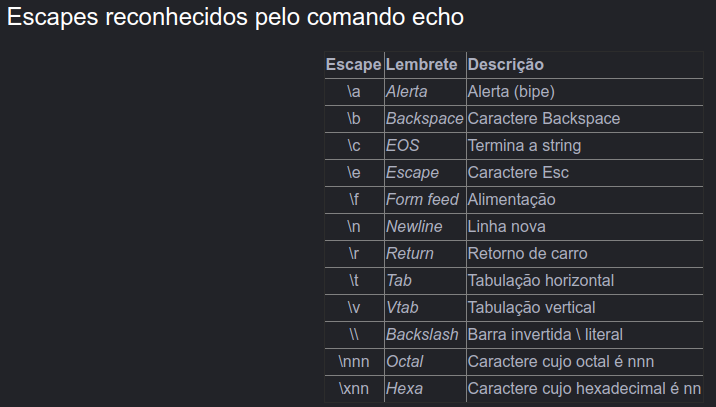 Escapes reconhecidos pelo comando echo
Escape Lembrete Descrição
\a Alerta Alerta (bipe)
\b Backspace Caractere Backspace
\c EOS Termina a string
\e Escape Caractere Esc
\f Form feed Alimentação
\n Newline Linha nova
\r Return Retorno de carro
\t Tab Tabulação horizontal
\v Vtab Tabulação vertical
\\ Backslash Barra invertida \ literal
\nnn Octal Caractere cujo octal é nnn
\xnn Hexa Caractere cujo hexadecimal é nn